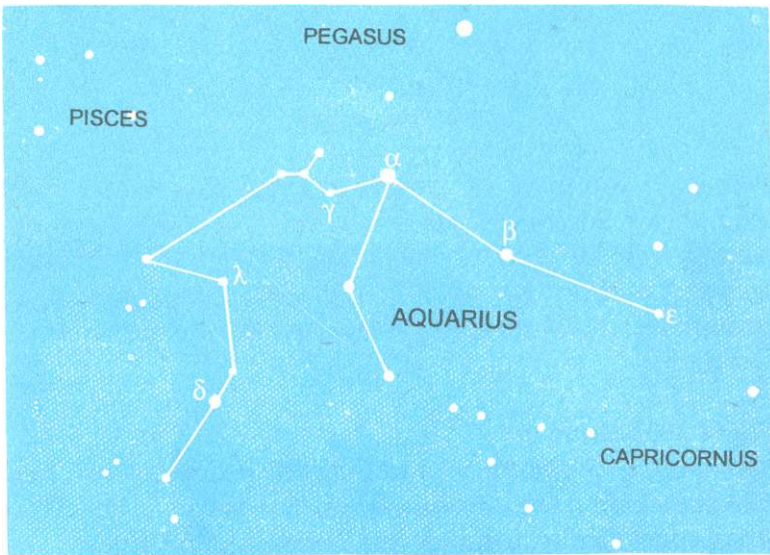 PEGASUS
PISCES
α
γ
β
λ
AQUARIUS
ε
δ
CAPRICORNUS